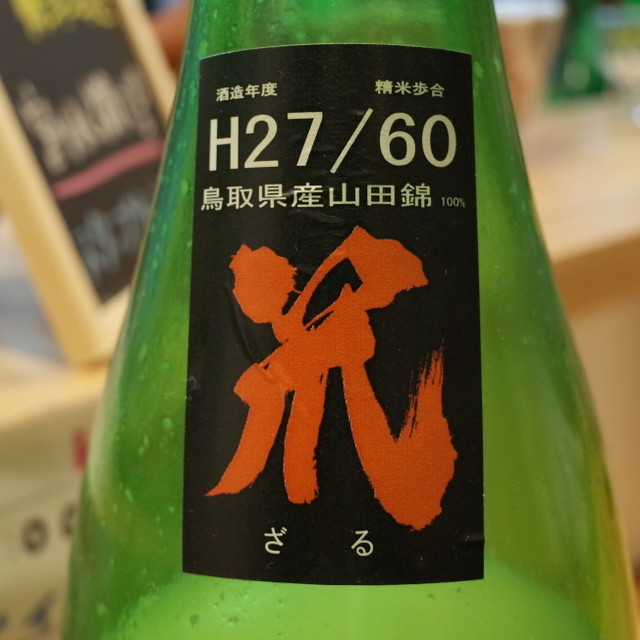 酒造年度 精米歩合
H27/60
鳥取県産山田錦 100%
笊
ざる